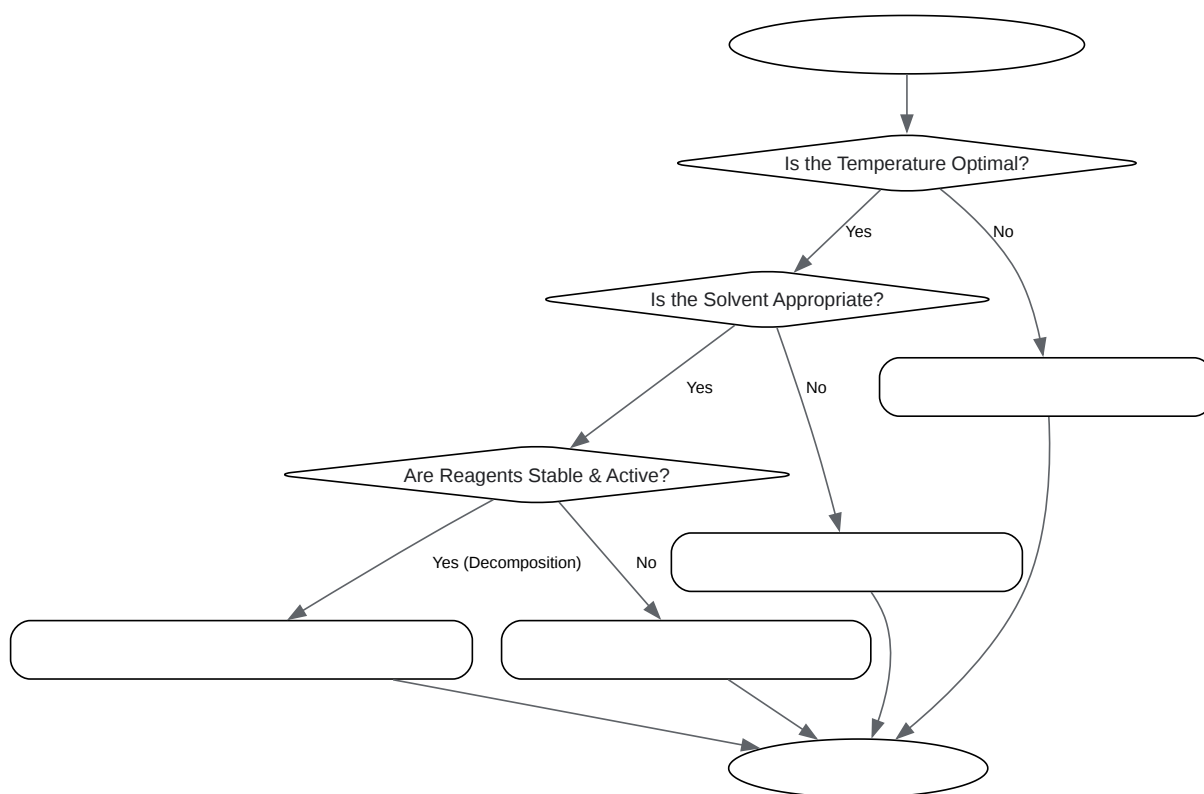 Is the Temperature Optimal?
Yes
No
Is the Solvent Appropriate?
Yes
No
Are Reagents Stable & Active?
Yes (Decomposition)
No